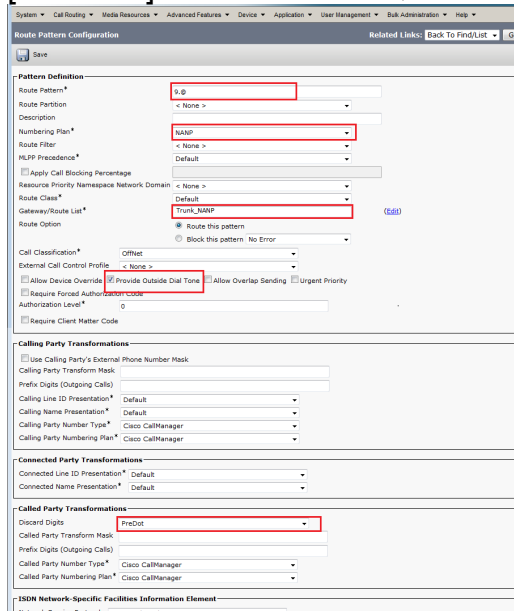 System Call Routing Media Resources Advanced Features Device Application User Management Bulk Administration Help
Route Pattern Configuration Related Links: Back To Find/List G
Save
Pattern Definition
Route Pattern* 9.@
Route Partition < None >
Description
Numbering Plan* NANP
Route Filter < None >
MLPP Precedence* Default
Apply Call Blocking Percentage
Resource Priority Namespace Network Domain < None >
Route Class* Default
Gateway/Route List* Trunk_NANP (Edit)
Route Option Route this pattern
Block this pattern No Error
Call Classification* OffNet
External Call Control Profile < None >
Allow Device Override Provide Outside Dial Tone Allow Overlap Sending Urgent Priority
Require Forced Authorization Code
Authorization Level* 0
Require Client Matter Code
Calling Party Transformations
Use Calling Party's External Phone Number Mask
Calling Party Transform Mask
Prefix Digits (Outgoing Calls)
Calling Line ID Presentation* Default
Calling Name Presentation* Default
Calling Party Number Type* Cisco CallManager
Calling Party Numbering Plan* Cisco CallManager
Connected Party Transformations
Connected Line ID Presentation* Default
Connected Name Presentation* Default
Called Party Transformations
Discard Digits PreDot
Called Party Transform Mask
Prefix Digits (Outgoing Calls)
Called Party Number Type* Cisco CallManager
Called Party Numbering Plan* Cisco CallManager
ISDN Network-Specific Facilities Information Element